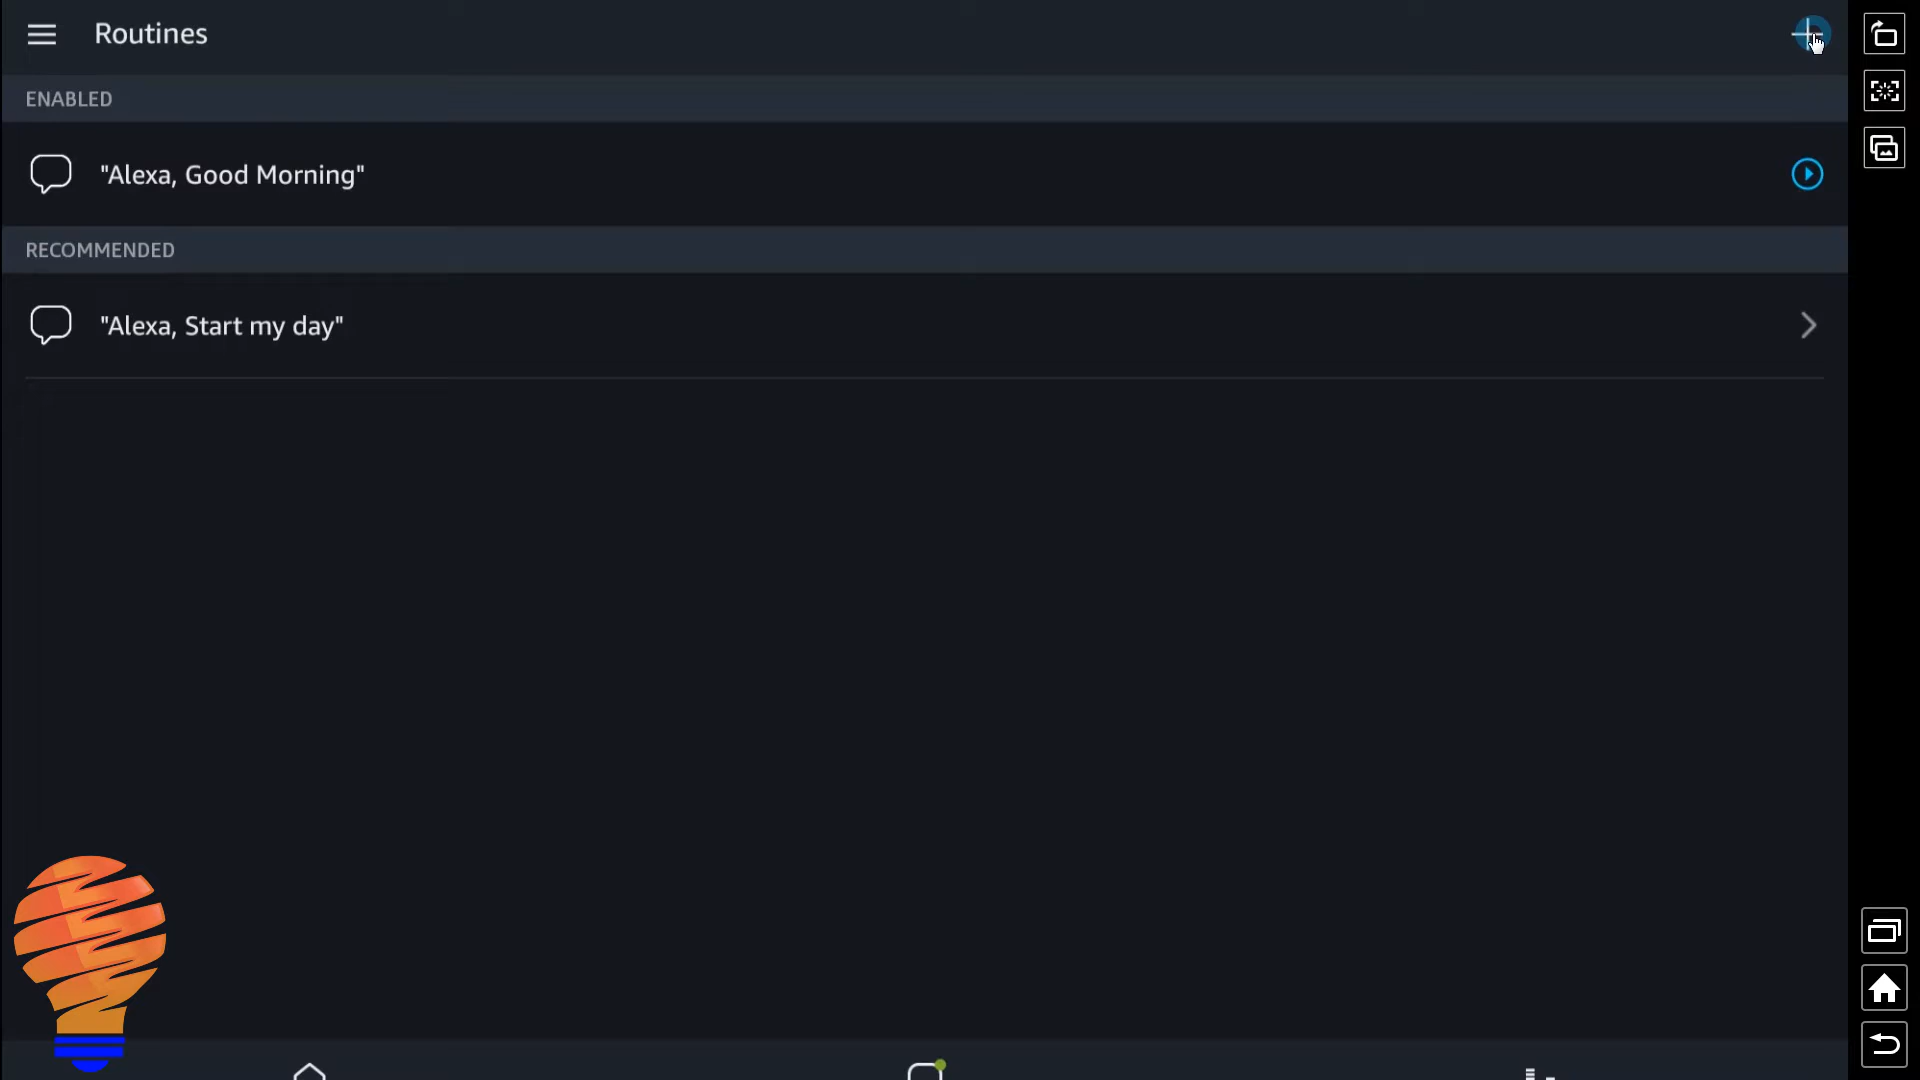 Routines
ENABLED
"Alexa, Good Morning"
RECOMMENDED
"Alexa, Start my day"